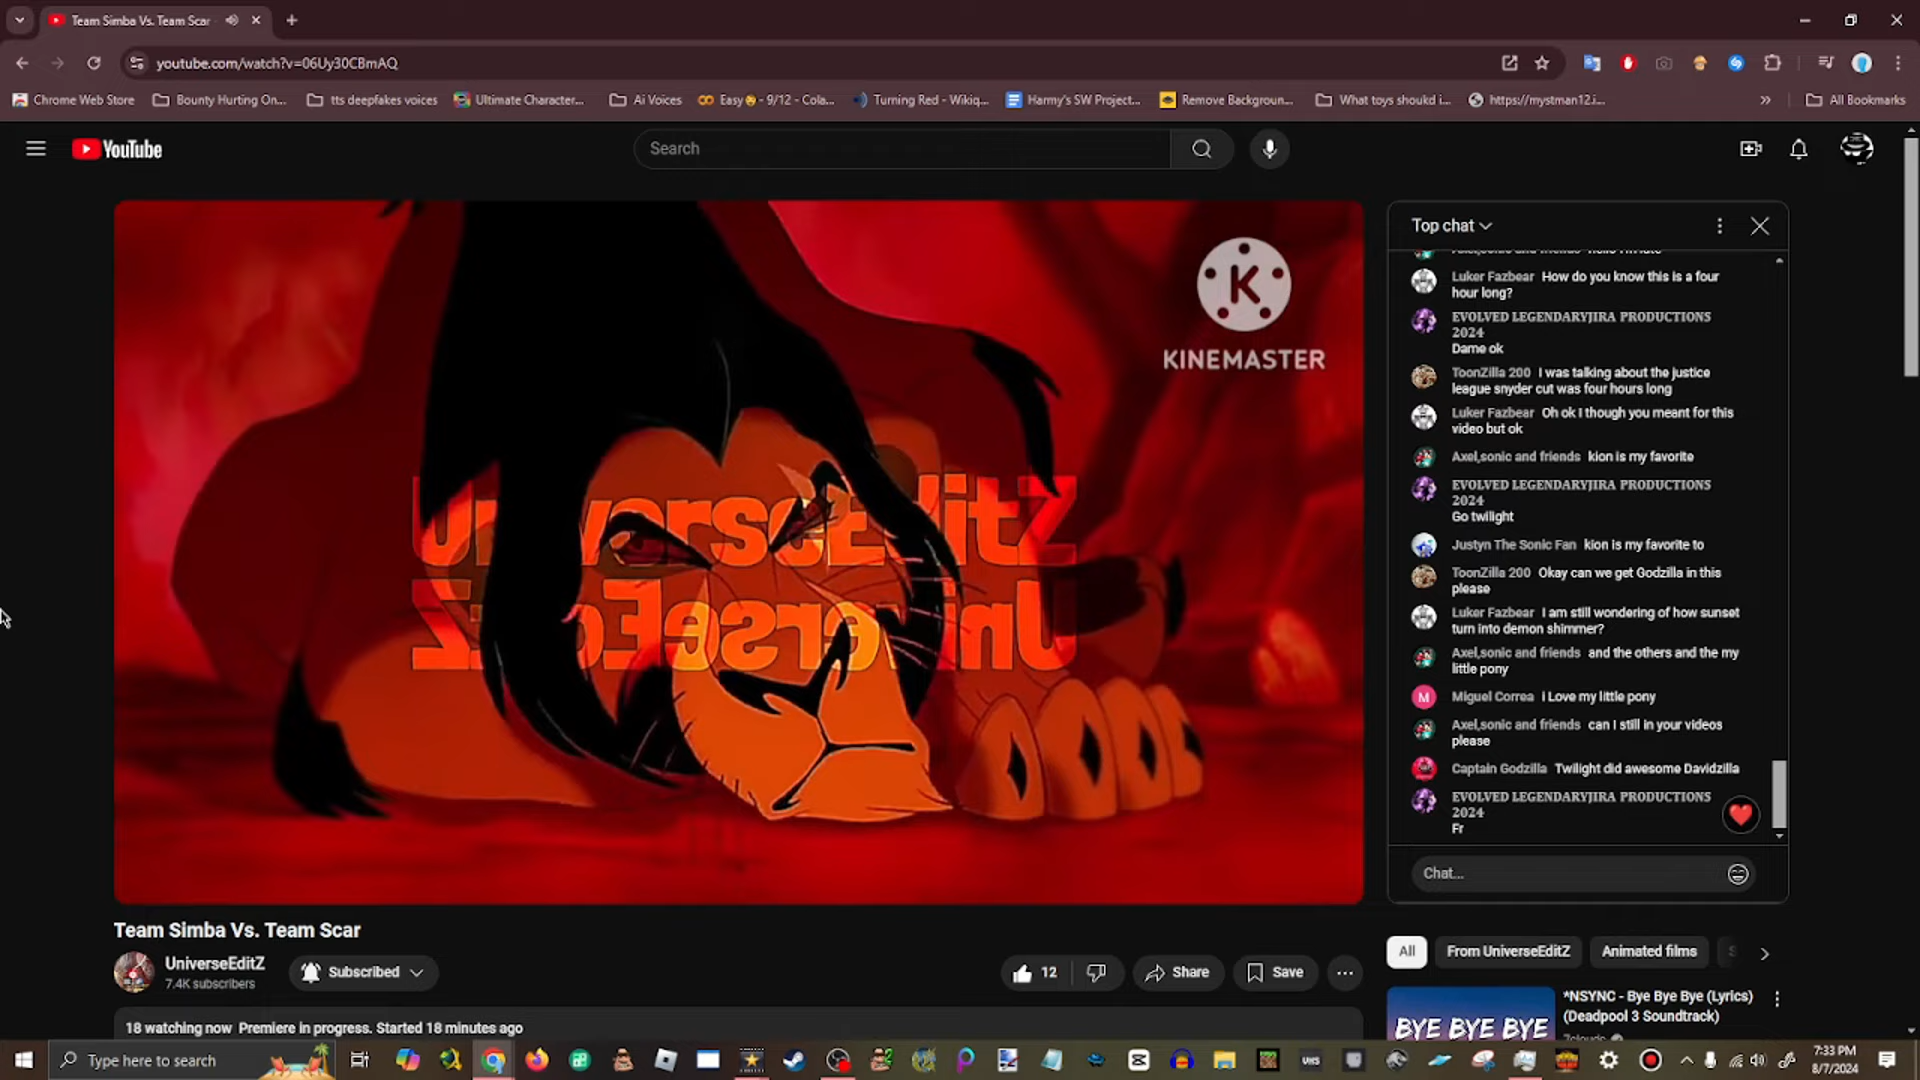 Team Simba Vs. Team Scar
youtube.com/watch?v=06Uy30CBmAQ
Chrome Web Store
Bounty Hurting On...
tts deepfakes voices
Ultimate Character...
Ai Voices
Easy - 9/12 - Cola...
Turning Red - Wikiq...
Harmy's SW Project...
Remove Backgroun...
What toys shoukd i...
https://mystman12.i...
All Bookmarks
YouTube
Search
K
KINEMASTER
UniverseEditZ
UniverseEditZ
Top chat
Luker Fazbear How do you know this is a four
hour long?
EVOLVED LEGENDARYJIRA PRODUCTIONS
2024
Dame ok
ToonZilla 200 I was talking about the justice
league snyder cut was four hours long
Luker Fazbear Oh ok I though you meant for this
video but ok
Axel,sonic and friends kion is my favorite
EVOLVED LEGENDARYJIRA PRODUCTIONS
2024
Go twilight
Justyn The Sonic Fan kion is my favorite to
ToonZilla 200 Okay can we get Godzilla in this
please
Luker Fazbear I am still wondering of how sunset
turn into demon shimmer?
Axel,sonic and friends and the others and the my
little pony
M Miguel Correa i Love my little pony
Axel,sonic and friends can I still in your videos
please
Captain Godzilla Twilight did awesome Davidzilla
EVOLVED LEGENDARYJIRA PRODUCTIONS
2024
Fr
Chat...
Team Simba Vs. Team Scar
UniverseEditZ
7.4K subscribers
Subscribed
12
Share
Save
18 watching now Premiere in progress. Started 18 minutes ago
All
From UniverseEditZ
Animated films
*NSYNC - Bye Bye Bye (Lyrics)
(Deadpool 3 Soundtrack)
BYE BYE BYE
Type here to search
VHS
7:33 PM
8/7/2024